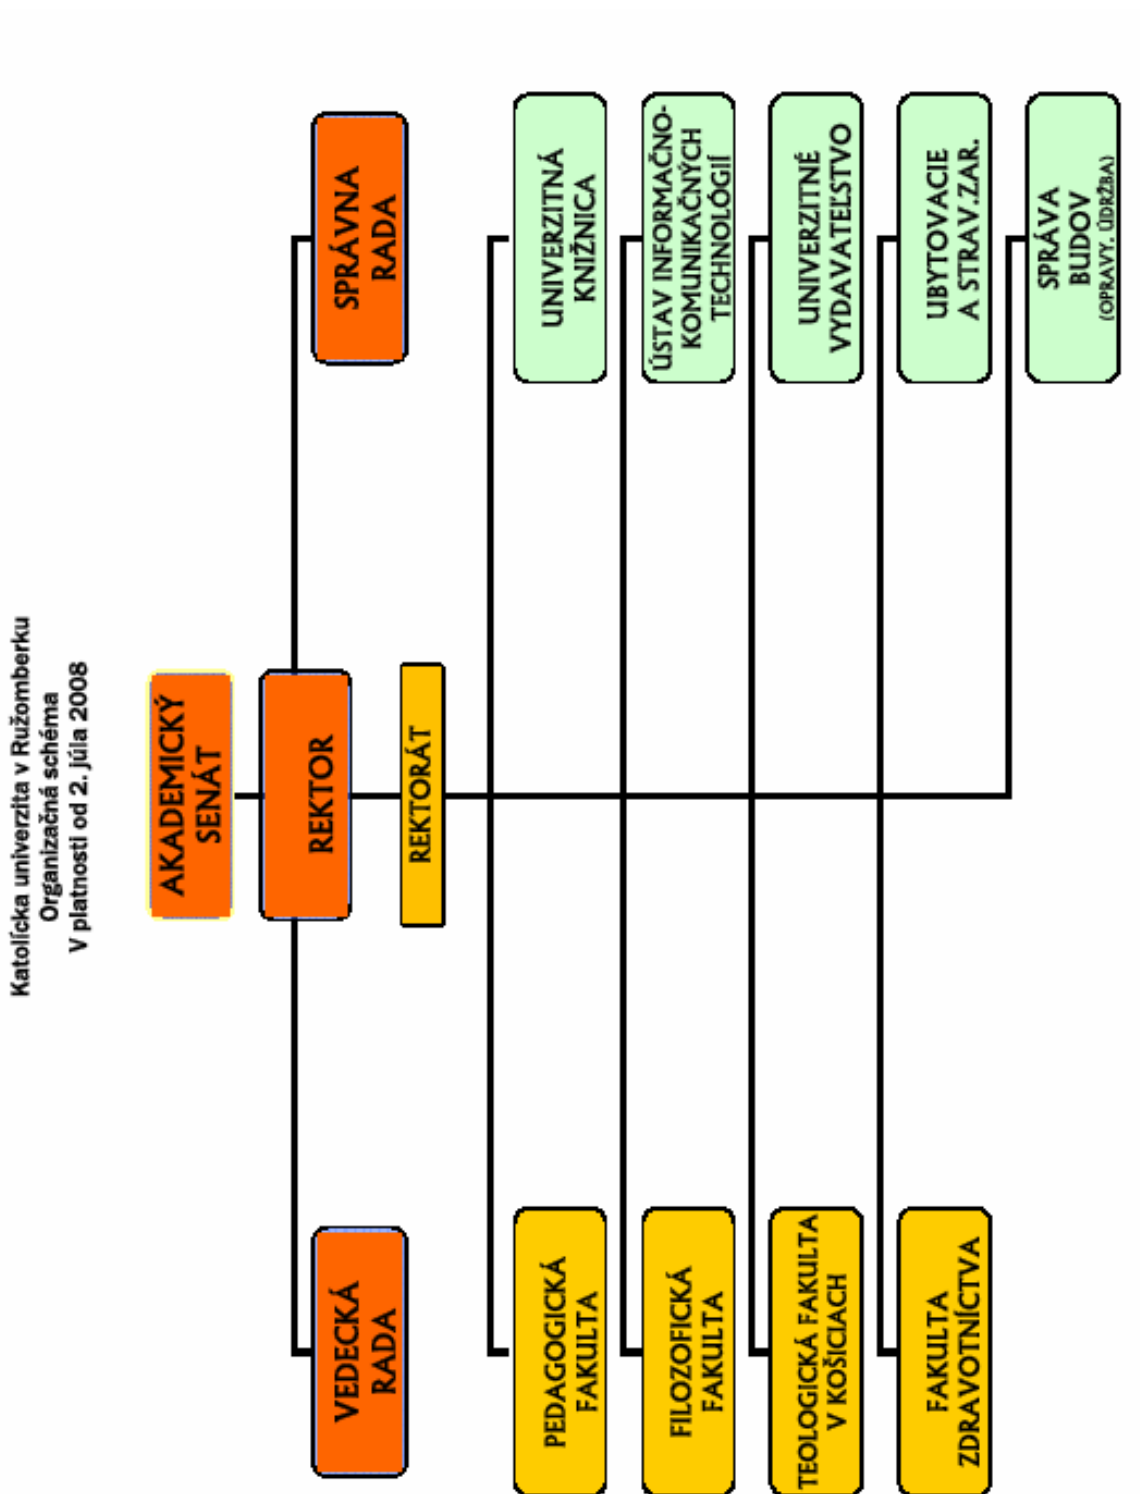 Katolícka univerzita v Ružomberku
Organizačná schéma
V platnosti od 2. júla 2008
AKADEMICKÝ
SENÁT
REKTOR
VEDECKÁ
RADA
SPRÁVNA
RADA
REKTORÁT
PEDAGOGICKÁ
FAKULTA
UNIVERZITNÁ
KNIŽNICA
FILOZOFICKÁ
FAKULTA
ÚSTAV INFORMAČNO-
KOMUNIKAČNÝCH
TECHNOLÓGIÍ
TEOLOGICKÁ FAKULTA
V KOŠICIACH
UNIVERZITNÉ
VYDAVATEĽSTVO
FAKULTA
ZDRAVOTNÍCTVA
UBYTOVACIE
A STRAV.ZAR.
SPRÁVA
BUDOV
(OPRAVY. ÚDRŽBA)